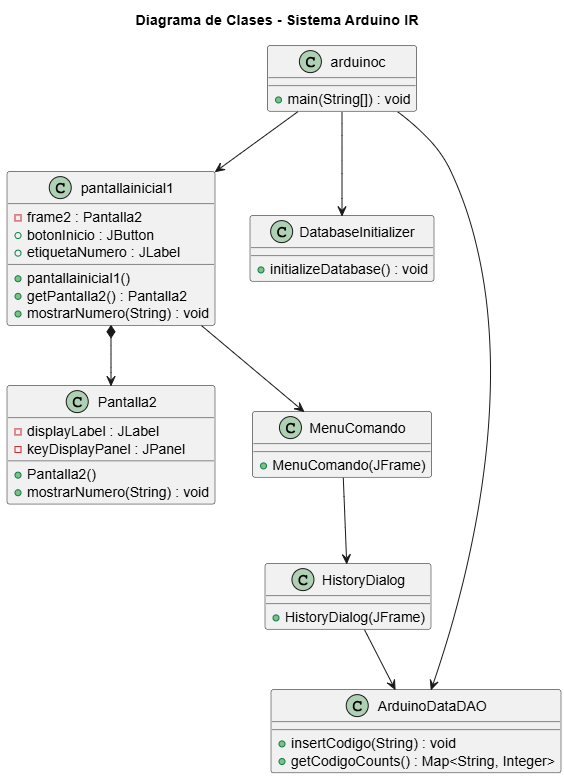 Diagrama de Clases - Sistema Arduino IR
C arduinoc
main(String[]) : void
C pantallainicial1
frame2 : Pantalla2
botonInicio : JButton
etiquetaNumero : JLabel
pantallainicial1()
getPantalla2() : Pantalla2
mostrarNumero(String) : void
C DatabaseInitializer
initializeDatabase() : void
C Pantalla2
displayLabel : JLabel
keyDisplayPanel : JPanel
Pantalla2()
mostrarNumero(String) : void
C MenuComando
MenuComando(JFrame)
C HistoryDialog
HistoryDialog(JFrame)
C ArduinoDataDAO
insertCodigo(String) : void
getCodigoCounts() : Map<String, Integer>